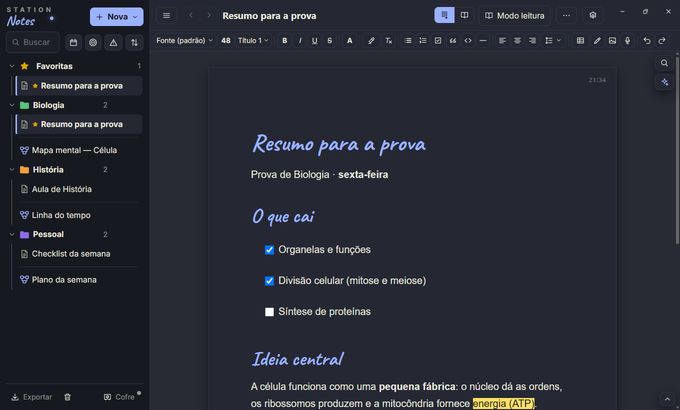 STATION
Notes
+ Nova
Buscar
Favoritas 1
Resumo para a prova
Biologia 2
Resumo para a prova
Mapa mental — Célula
História 2
Aula de História
Linha do tempo
Pessoal 2
Checklist da semana
Plano da semana
Exportar
Cofre
Resumo para a prova
Modo leitura
Fonte (padrão) 48 Título 1 B I U S A
21:34
Resumo para a prova
Prova de Biologia · sexta-feira
O que cai
Organelas e funções
Divisão celular (mitose e meiose)
Síntese de proteínas
Ideia central
A célula funciona como uma pequena fábrica: o núcleo dá as ordens,
os ribossomos produzem e a mitocôndria fornece energia (ATP).